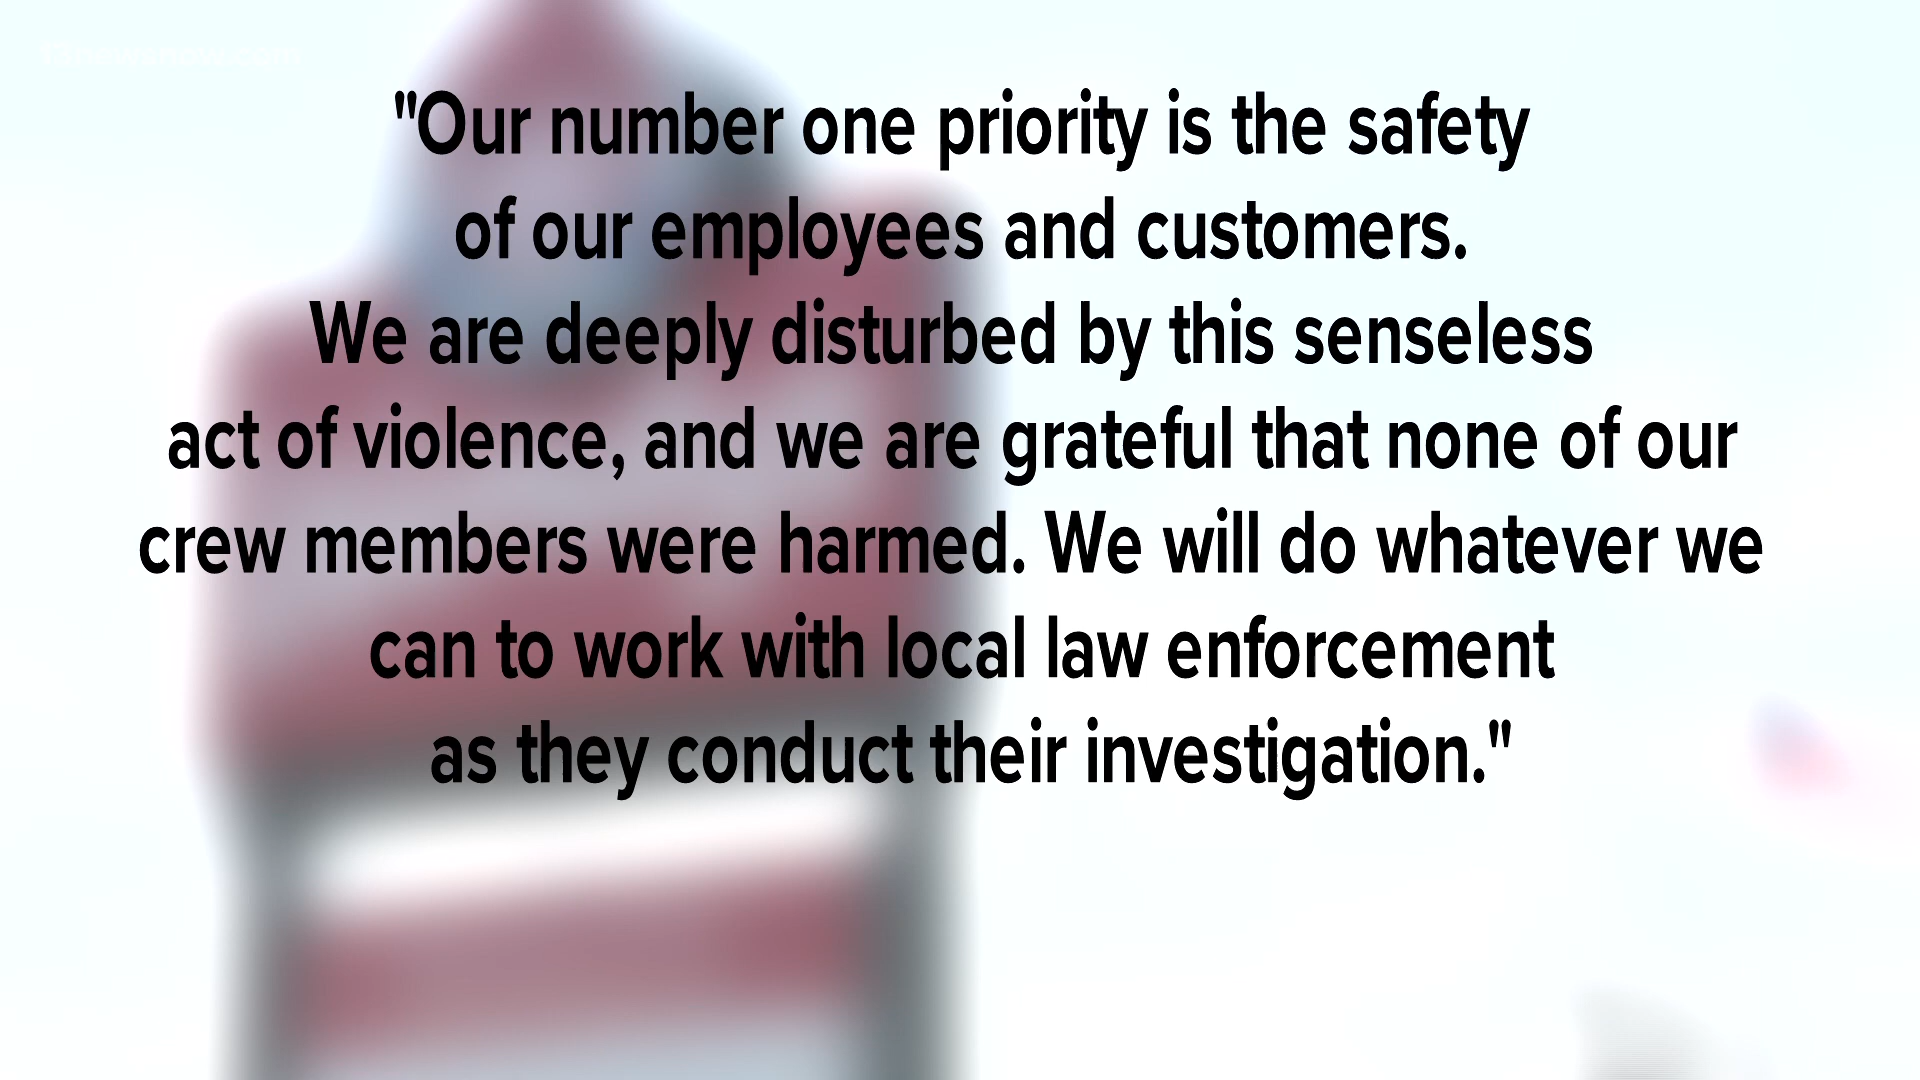 13newsnow.com
"Our number one priority is the safety
of our employees and customers.
We are deeply disturbed by this senseless
act of violence, and we are grateful that none of our
crew members were harmed. We will do whatever we
can to work with local law enforcement
as they conduct their investigation."